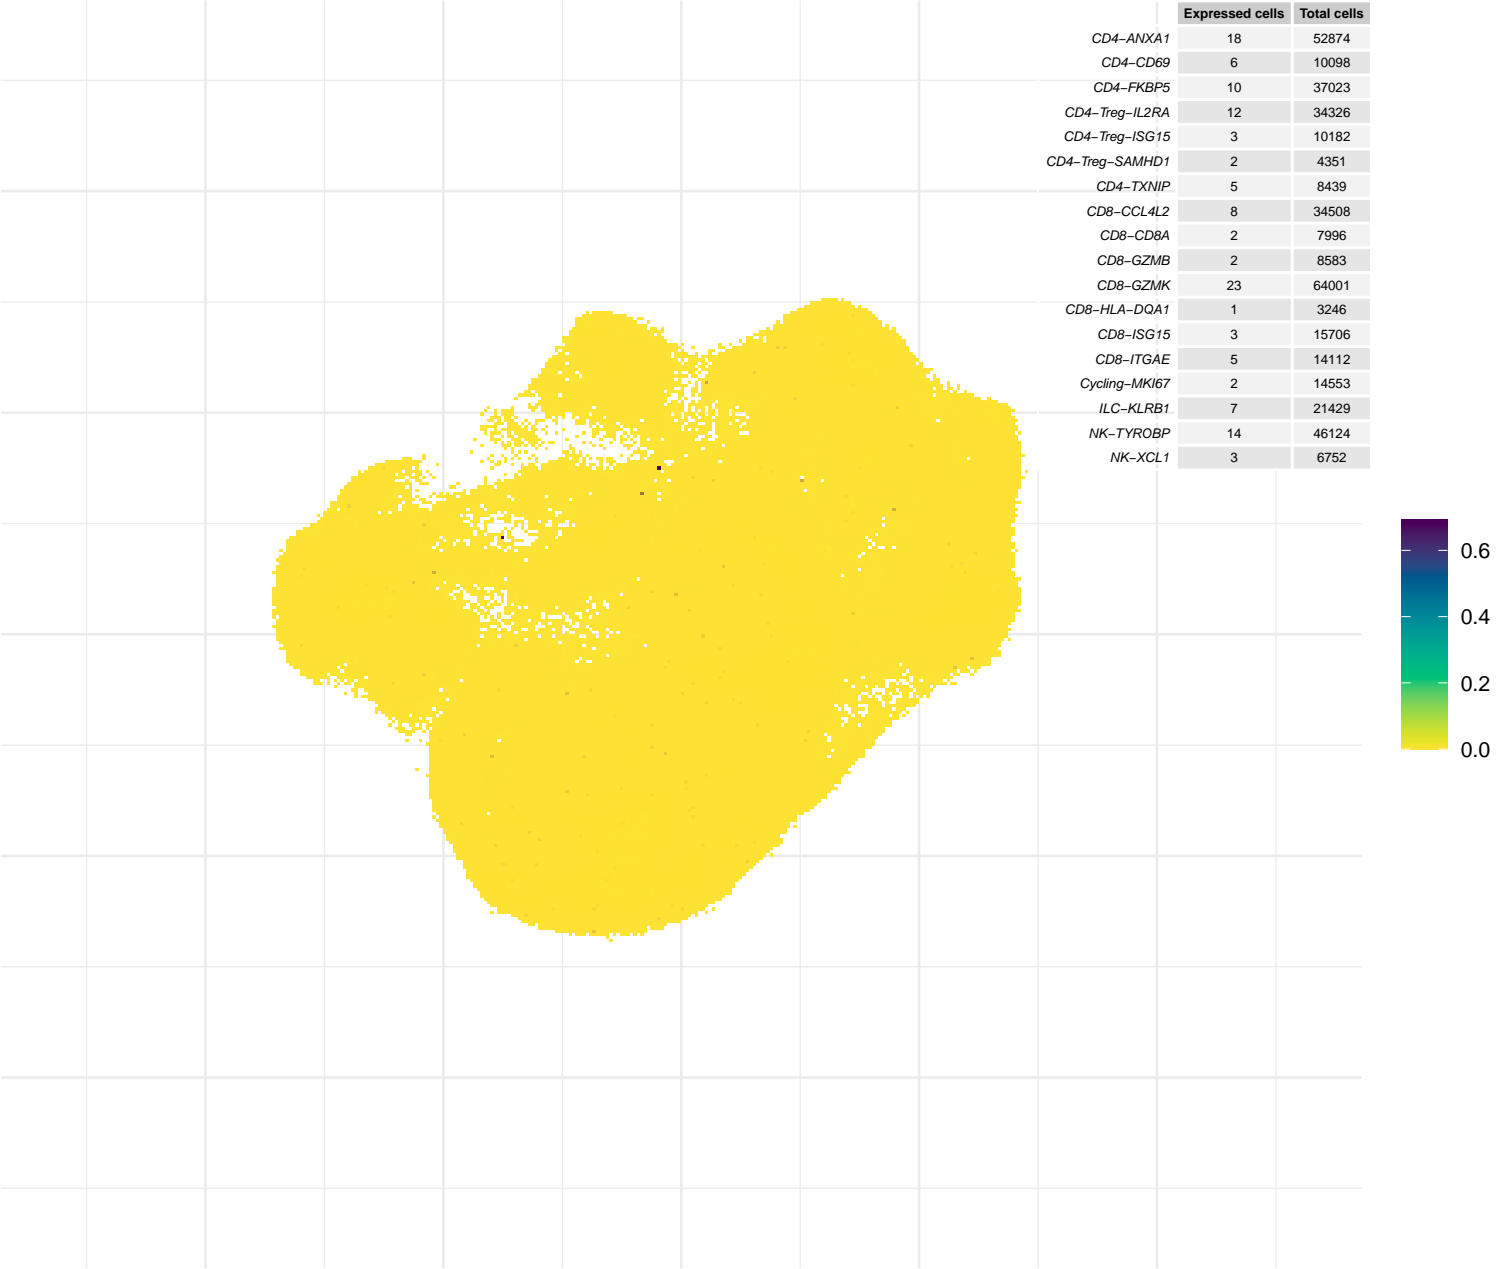 Expressed cells Total cells
CD4−ANXA1 18 52874
CD4−CD69 6 10098
CD4−FKBP5 10 37023
CD4−Treg−IL2RA 12 34326
CD4−Treg−ISG15 3 10182
CD4−Treg−SAMHD1 2 4351
CD4−TXNIP 5 8439
CD8−CCL4L2 8 34508
CD8−CD8A 2 7996
CD8−GZMB 2 8583
CD8−GZMK 23 64001
CD8−HLA−DQA1 1 3246
CD8−ISG15 3 15706
CD8−ITGAE 5 14112
Cycling−MKI67 2 14553
ILC−KLRB1 7 21429
NK−TYROBP 14 46124
NK−XCL1 3 6752
0.6
0.4
0.2
0.0